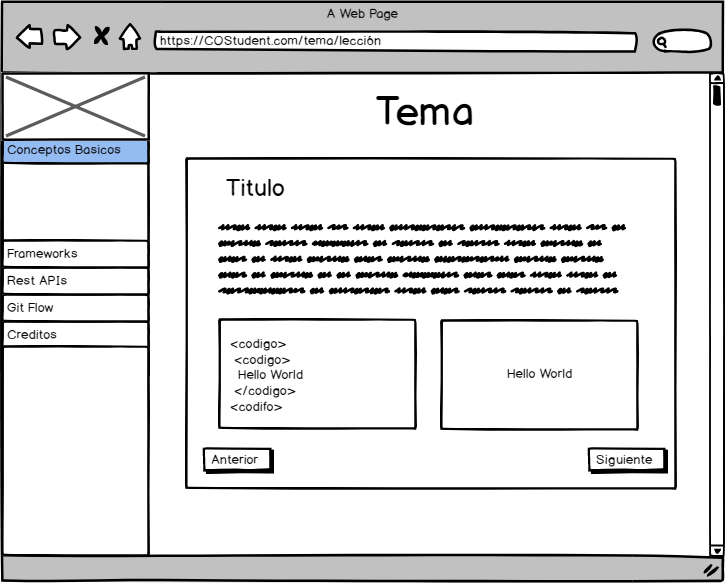 A Web Page
https://COStudent.com/tema/lección
Conceptos Basicos
Frameworks
Rest APIs
Git Flow
Creditos
Tema
Titulo
<codigo>
<codigo>
Hello World
</codigo>
<codifo>
Hello World
Anterior
Siguiente